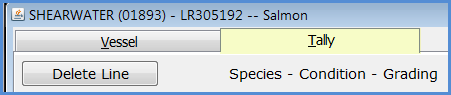 SHEARWATER (01893) - LR305192 -- Salmon
Vessel Tally
Delete Line Species - Condition - Grading